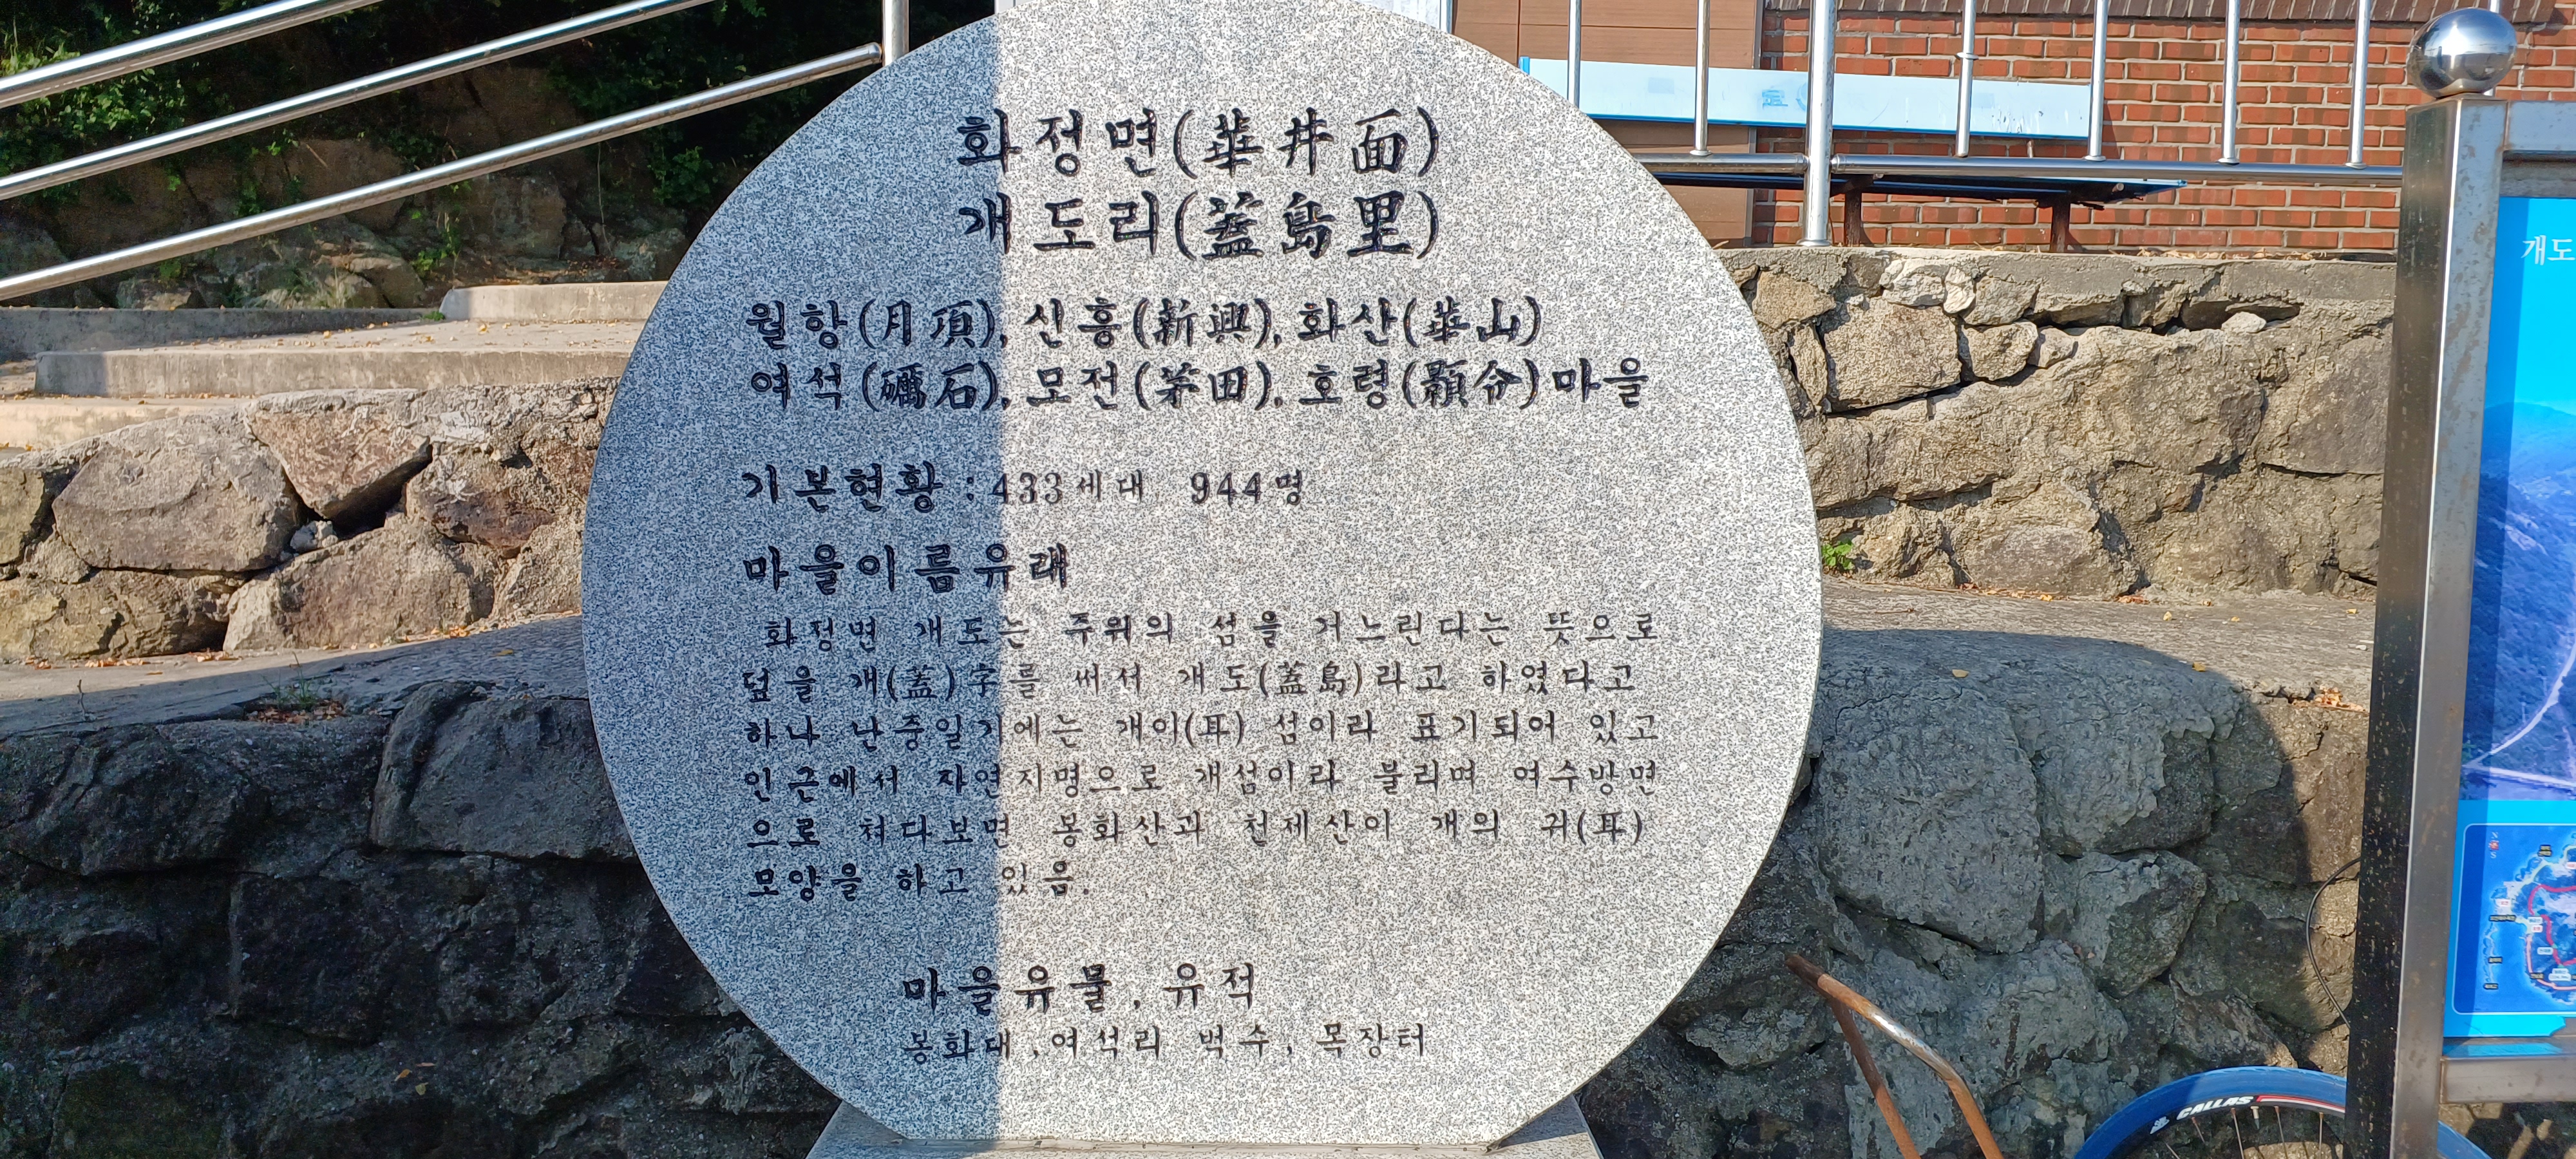 화정면(華井面)
개도리(蓋島里)
월항(月項), 신흥(新興), 화산(華山)
여석(礪石), 모전(茅田), 호령(顥令)마을
기본현황 : 433세대 944명
마을이름유래
화정면 개도는 주위의 섬을 거느린다는 뜻으로
덮을 개(蓋)字를 써서 개도(蓋島)라고 하였다고
하나 난중일기에는 개이(耳) 섬이라 표기되어 있고
인근에서 자연지명으로 개섬이라 불리며 여수방면
으로 쳐다보면 봉화산과 천제산이 개의 귀(耳)
모양을 하고 있음.
마을유물, 유적
봉화대, 여석리 벅수, 목장터
개도
CALLAS